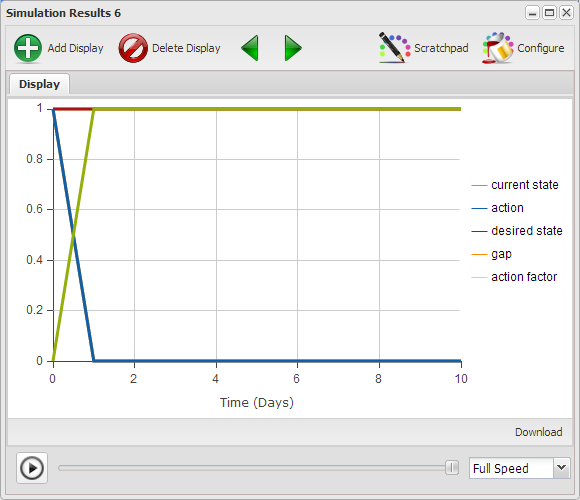 Simulation Results 6
Add Display Delete Display Scratchpad Configure
Display
1
0.8
0.6
0.4
0.2
0
0 2 4 6 8 10
Time (Days)
current state
action
desired state
gap
action factor
Download
Full Speed